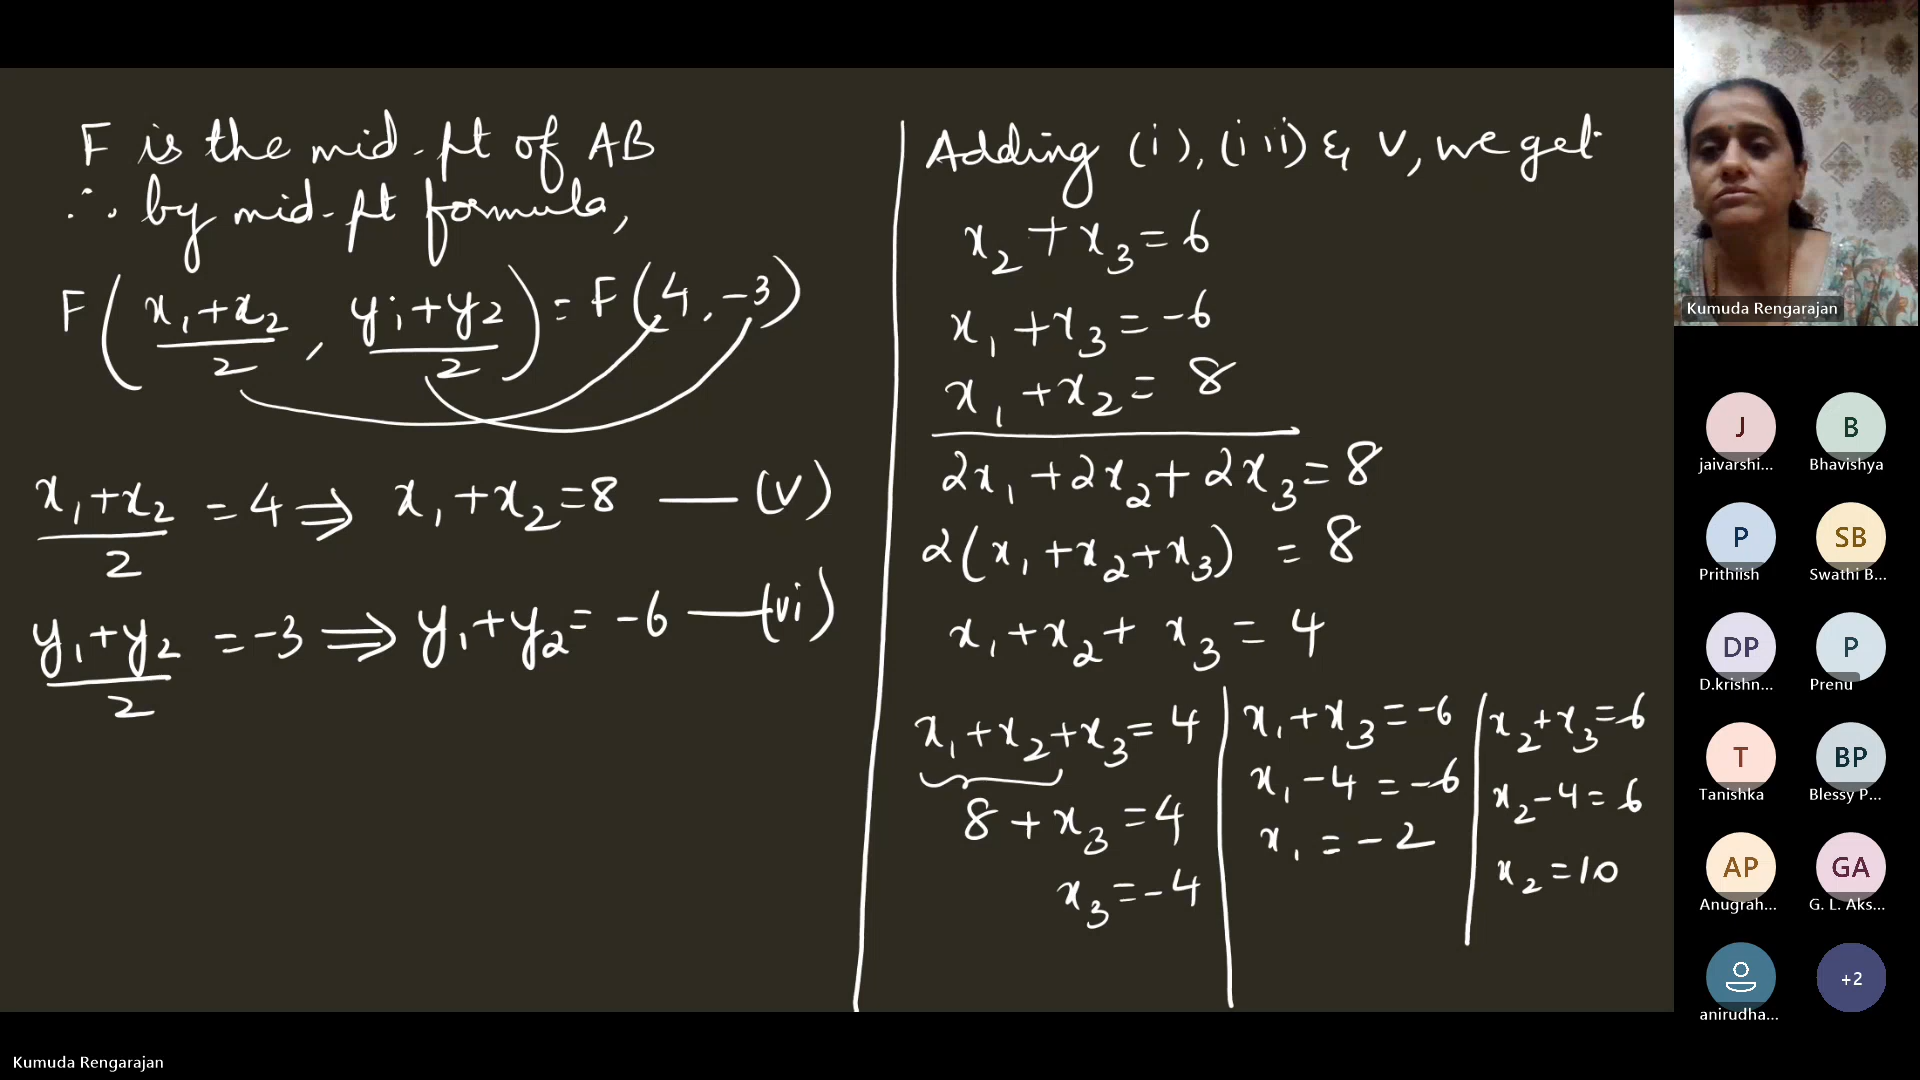 F is the mid-pt of AB
∴ by mid-pt formula,
F((x₁+x₂)/2, (y₁+y₂)/2) = F(4, -3)
(x₁+x₂)/2 = 4 ⇒ x₁+x₂=8 — (v)
(y₁+y₂)/2 = -3 ⇒ y₁+y₂= -6 — (vi)
Adding (i), (iii) & v, we get
x₂+x₃=6
x₁+x₃=-6
x₁+x₂= 8
2x₁+2x₂+2x₃=8
2(x₁+x₂+x₃) = 8
x₁+x₂+x₃= 4
x₁+x₂+x₃=4
8+x₃=4
x₃=-4
x₁+x₃=-6
x₁-4=-6
x₁=-2
x₂+x₃=6
x₂-4=6
x₂=10
Kumuda Rengarajan
J
jaivarshi...
B
Bhavishya
P
Prithiish
SB
Swathi B...
DP
D.krishn...
P
Prenu
T
Tanishka
BP
Blessy P...
AP
Anugrah...
GA
G. L. Aks...
anirudha...
+2
Kumuda Rengarajan